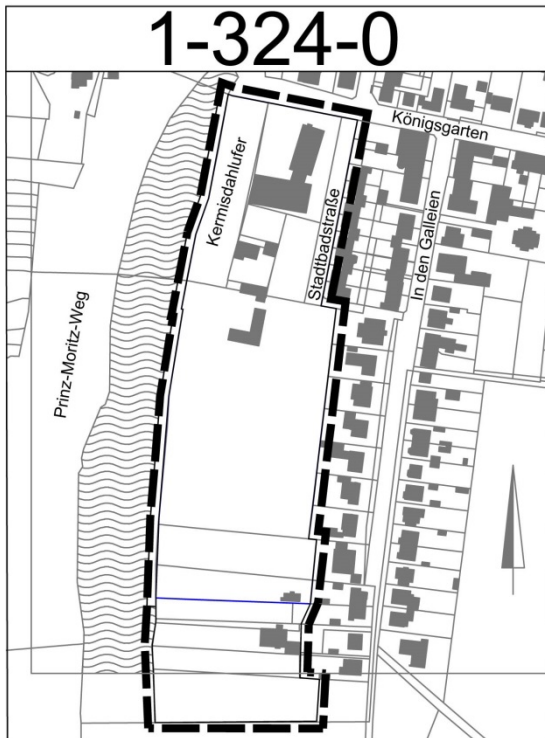 1-324-0
Königsgarten
Kermisdahlufer
Stadtbadstraße
In den Galleien
Prinz-Moritz-Weg